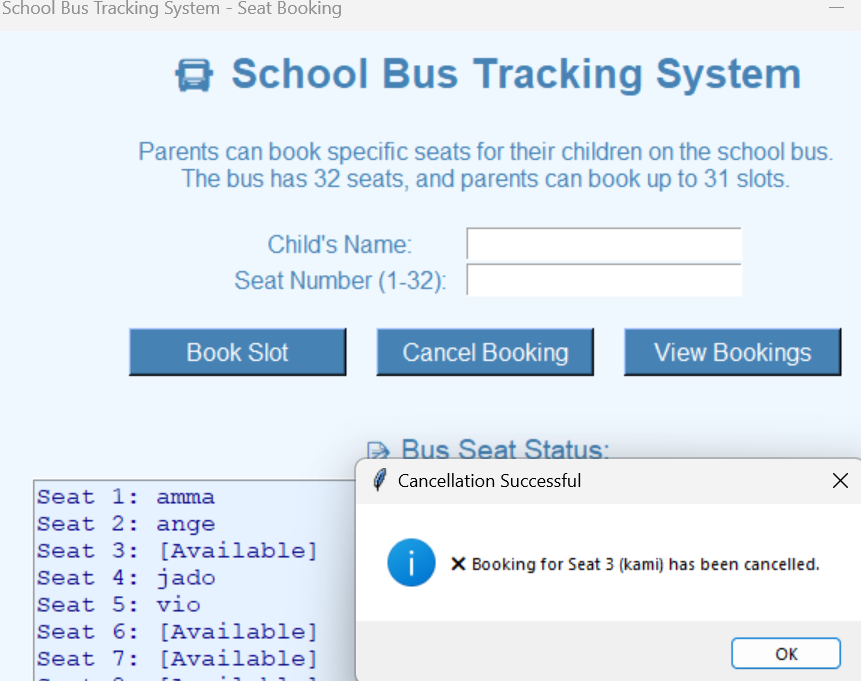 School Bus Tracking System - Seat Booking
School Bus Tracking System
Parents can book specific seats for their children on the school bus.
The bus has 32 seats, and parents can book up to 31 slots.
Child's Name:
Seat Number (1-32):
Book Slot
Cancel Booking
View Bookings
Bus Seat Status:
Seat 1: amma
Seat 2: ange
Seat 3: [Available]
Seat 4: jado
Seat 5: vio
Seat 6: [Available]
Seat 7: [Available]
Cancellation Successful
❌ Booking for Seat 3 (kami) has been cancelled.
OK